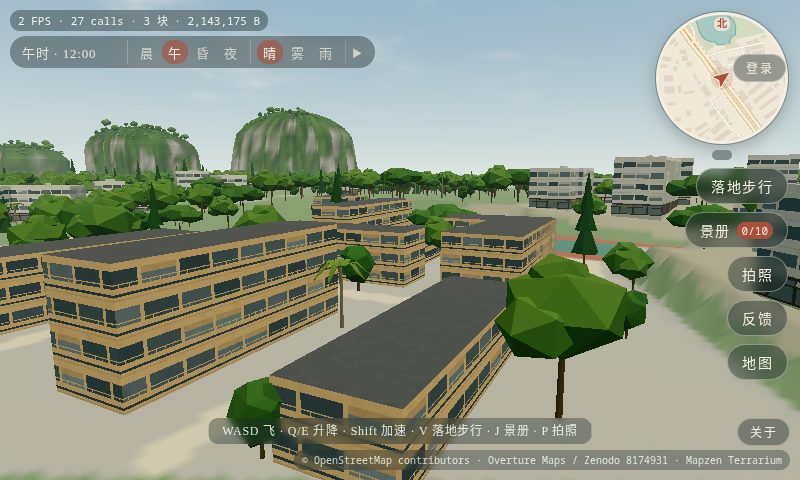 2 FPS · 27 calls · 3 块 · 2,143,175 B
午时 · 12:00 晨 午 昏 夜 晴 雾 雨
北
登录
落地步行
景册 0/10
拍照
反馈
地图
WASD 飞 · Q/E 升降 · Shift 加速 · V 落地步行 · J 景册 · P 拍照
关于
© OpenStreetMap contributors · Overture Maps / Zenodo 8174931 · Mapzen Terrarium